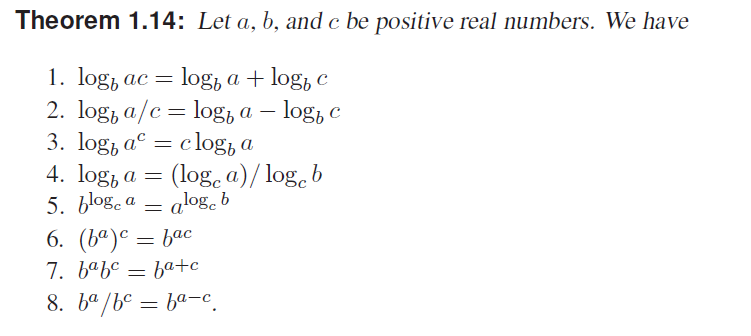 Theorem 1.14: Let a, b, and c be positive real numbers. We have
1. log_b ac = log_b a + log_b c
2. log_b a/c = log_b a − log_b c
3. log_b a^c = c log_b a
4. log_b a = (log_c a)/ log_c b
5. b^{log_c a} = a^{log_c b}
6. (b^a)^c = b^{ac}
7. b^a b^c = b^{a+c}
8. b^a/b^c = b^{a−c}.